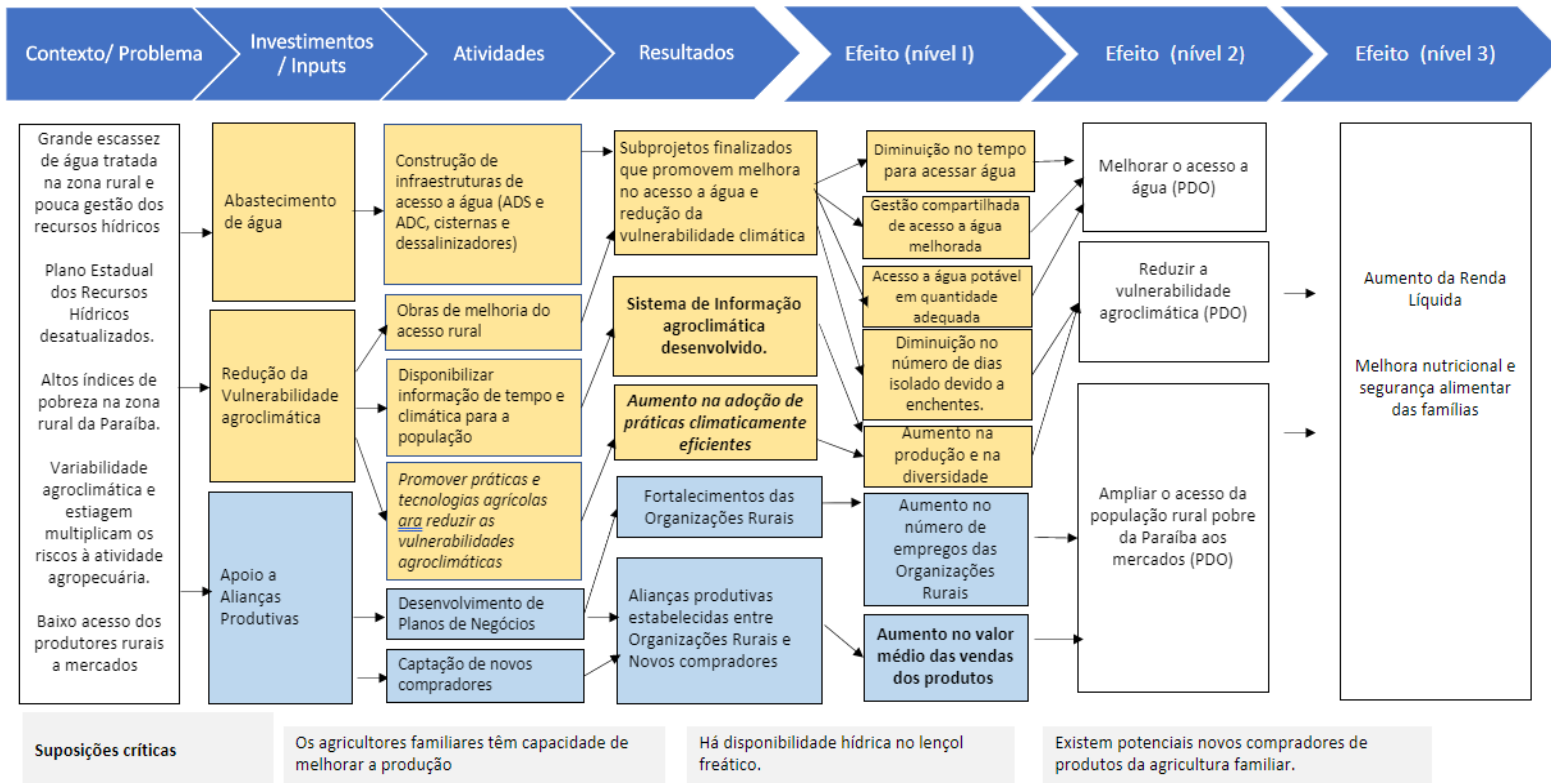 Contexto/ Problema
Investimentos
/ Inputs
Atividades
Resultados
Efeito (nível I)
Efeito  (nível 2)
Efeito  (nível 3)
Grande escassez
de água tratada
na zona rural e
pouca gestão dos
recursos hídricos
Plano Estadual
dos Recursos
Hídricos
desatualizados.
Altos índices de
pobreza na zona
rural da Paraíba.
Variabilidade
agroclimática e
estiagem
multiplicam os
riscos à atividade
agropecuária.
Baixo acesso dos
produtores rurais
a mercados
Abastecimento
de água
Redução da
Vulnerabilidade
agroclimática
Apoio a
Alianças
Produtivas
Construção de
infraestruturas de
acesso a água (ADS e
ADC, cisternas e
dessalinizadores)
Obras de melhoria do
acesso rural
Disponibilizar
informação de tempo e
climática para a
população
Promover práticas e
tecnologias agrícolas
ara reduzir as
vulnerabilidades
agroclimáticas
Desenvolvimento de
Planos de Negócios
Captação de novos
compradores
Subprojetos finalizados
que promovem melhora
no acesso a água e
redução da
vulnerabilidade climática
Sistema de Informação
agroclimática
desenvolvido.
Aumento na adoção de
práticas climaticamente
eficientes
Fortalecimentos das
Organizações Rurais
Alianças produtivas
estabelecidas entre
Organizações Rurais e
Novos compradores
Diminuição no tempo
para acessar água
Gestão compartilhada
de acesso a água
melhorada
Acesso a água potável
em quantidade
adequada
Diminuição no
número de dias
isolado devido a
enchentes.
Aumento na
produção e na
diversidade
Aumento no
número de
empregos das
Organizações
Rurais
Aumento no valor
médio das vendas
dos produtos
Melhorar o acesso a
água (PDO)
Reduzir a
vulnerabilidade
agroclimática (PDO)
Ampliar o acesso da
população rural pobre
da Paraíba aos
mercados (PDO)
Aumento da Renda
Líquida
Melhora nutricional e
segurança alimentar
das famílias
Suposições críticas
Os agricultores familiares têm capacidade de
melhorar a produção
Há disponibilidade hídrica no lençol
freático.
Existem potenciais novos compradores de
produtos da agricultura familiar.